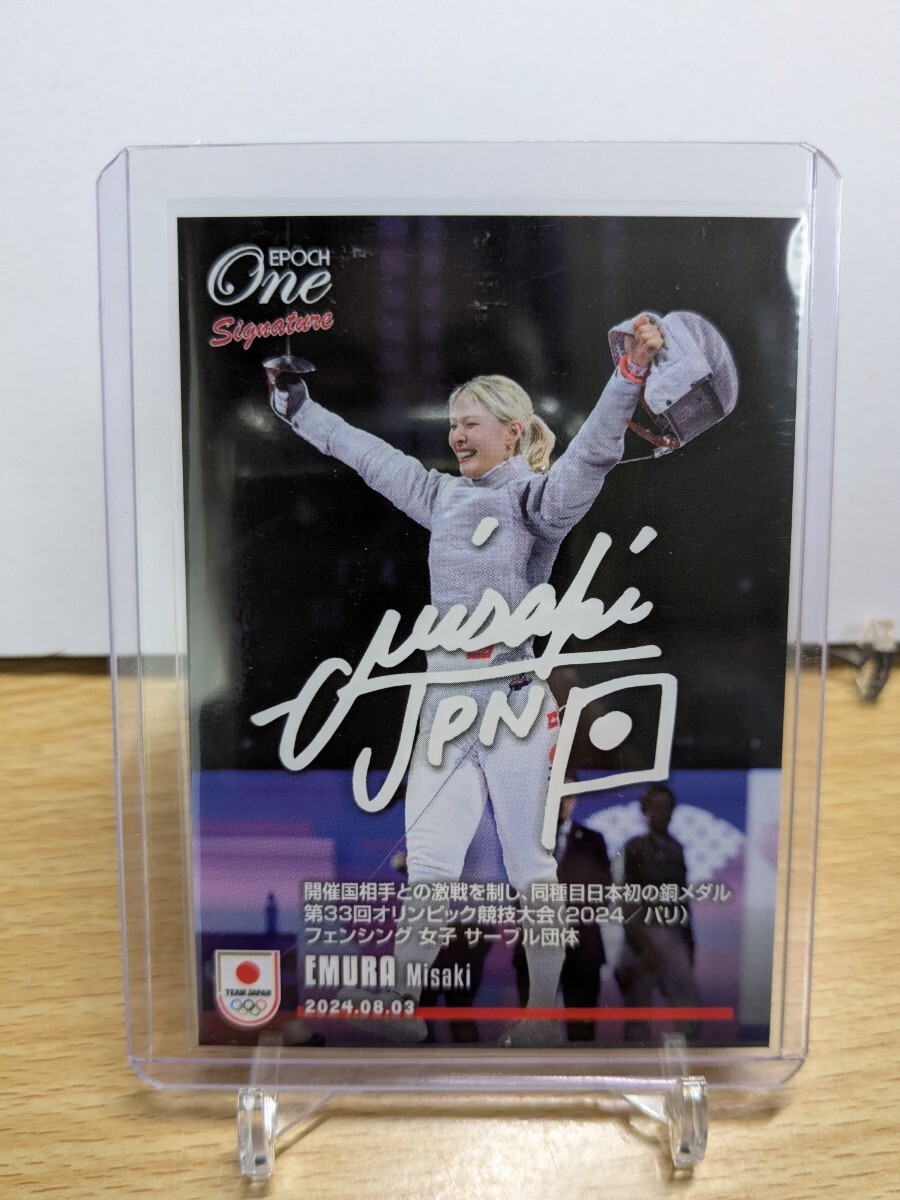 EPOCH
One
Signature
Misaki
JPN
開催国相手との激戦を制し、同種目日本初の銅メダル
第33回オリンピック競技大会(2024/パリ)
フェンシング 女子 サーブル団体
EMURA Misaki
TEAM JAPAN
2024.08.03